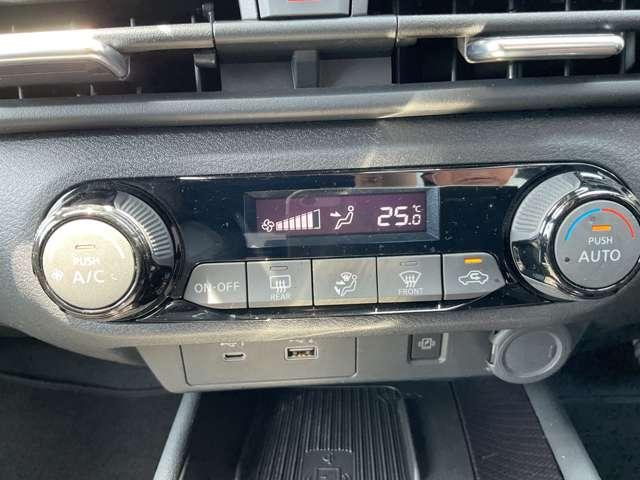 25.0 °C
PUSH
A/C
PUSH
AUTO
ON·OFF
REAR
FRONT